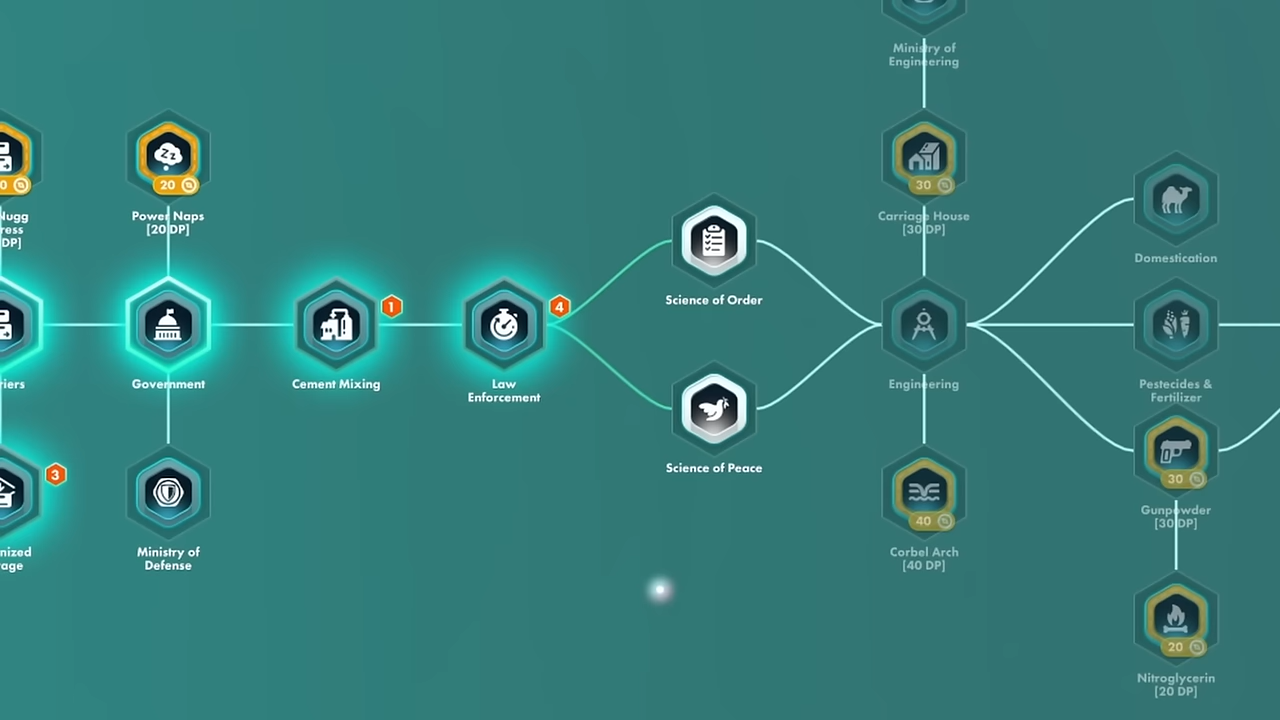 Ministry of
Engineering
20
30
Power Naps
[20 DP]
Carriage House
[30 DP]
Domestication
1
4
Science of Order
Government
Cement Mixing
Law
Enforcement
Engineering
Pestecides &
Fertilizer
Science of Peace
3
30
Gunpowder
[30 DP]
40
Ministry of
Defense
Corbel Arch
[40 DP]
20
Nitroglycerin
[20 DP]